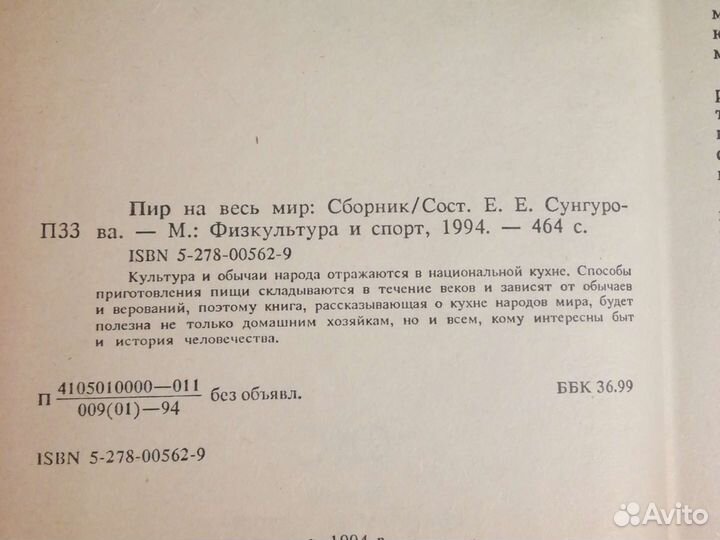 Пир на весь мир: Сборник/Сост. Е. Е. Сунгуро-
П33 ва. — М.: Физкультура и спорт, 1994. — 464 с.
ISBN 5-278-00562-9
Культура и обычаи народа отражаются в национальной кухне. Способы
приготовления пищи складываются в течение веков и зависят от обычаев
и верований, поэтому книга, рассказывающая о кухне народов мира, будет
полезна не только домашним хозяйкам, но и всем, кому интересны быт
и история человечества.
П 4105010000—011
009(01)—94 без объявл.
ББК 36.99
ISBN 5-278-00562-9
1994 г
Avito